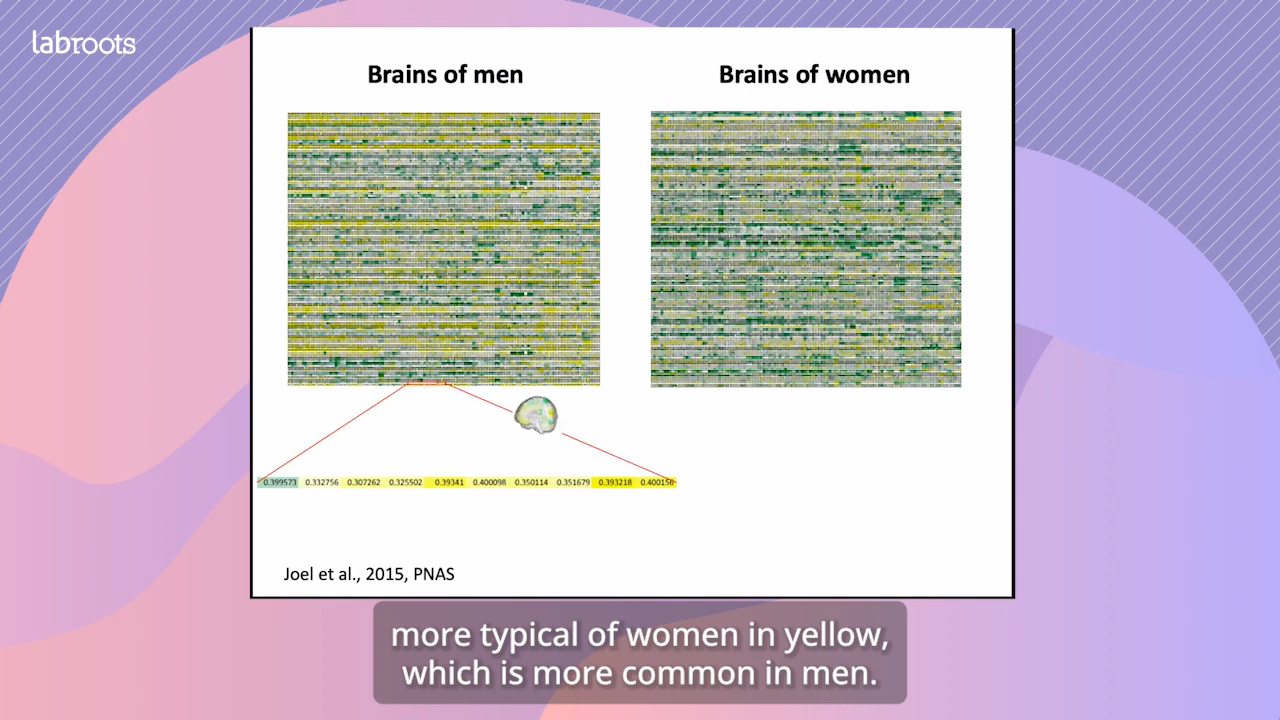 labroots
Brains of men
Brains of women
0.399573 0.332756 0.307262 0.325502 0.39341 0.400098 0.350114 0.351679 0.393218 0.400156
Joel et al., 2015, PNAS
more typical of women in yellow,
which is more common in men.